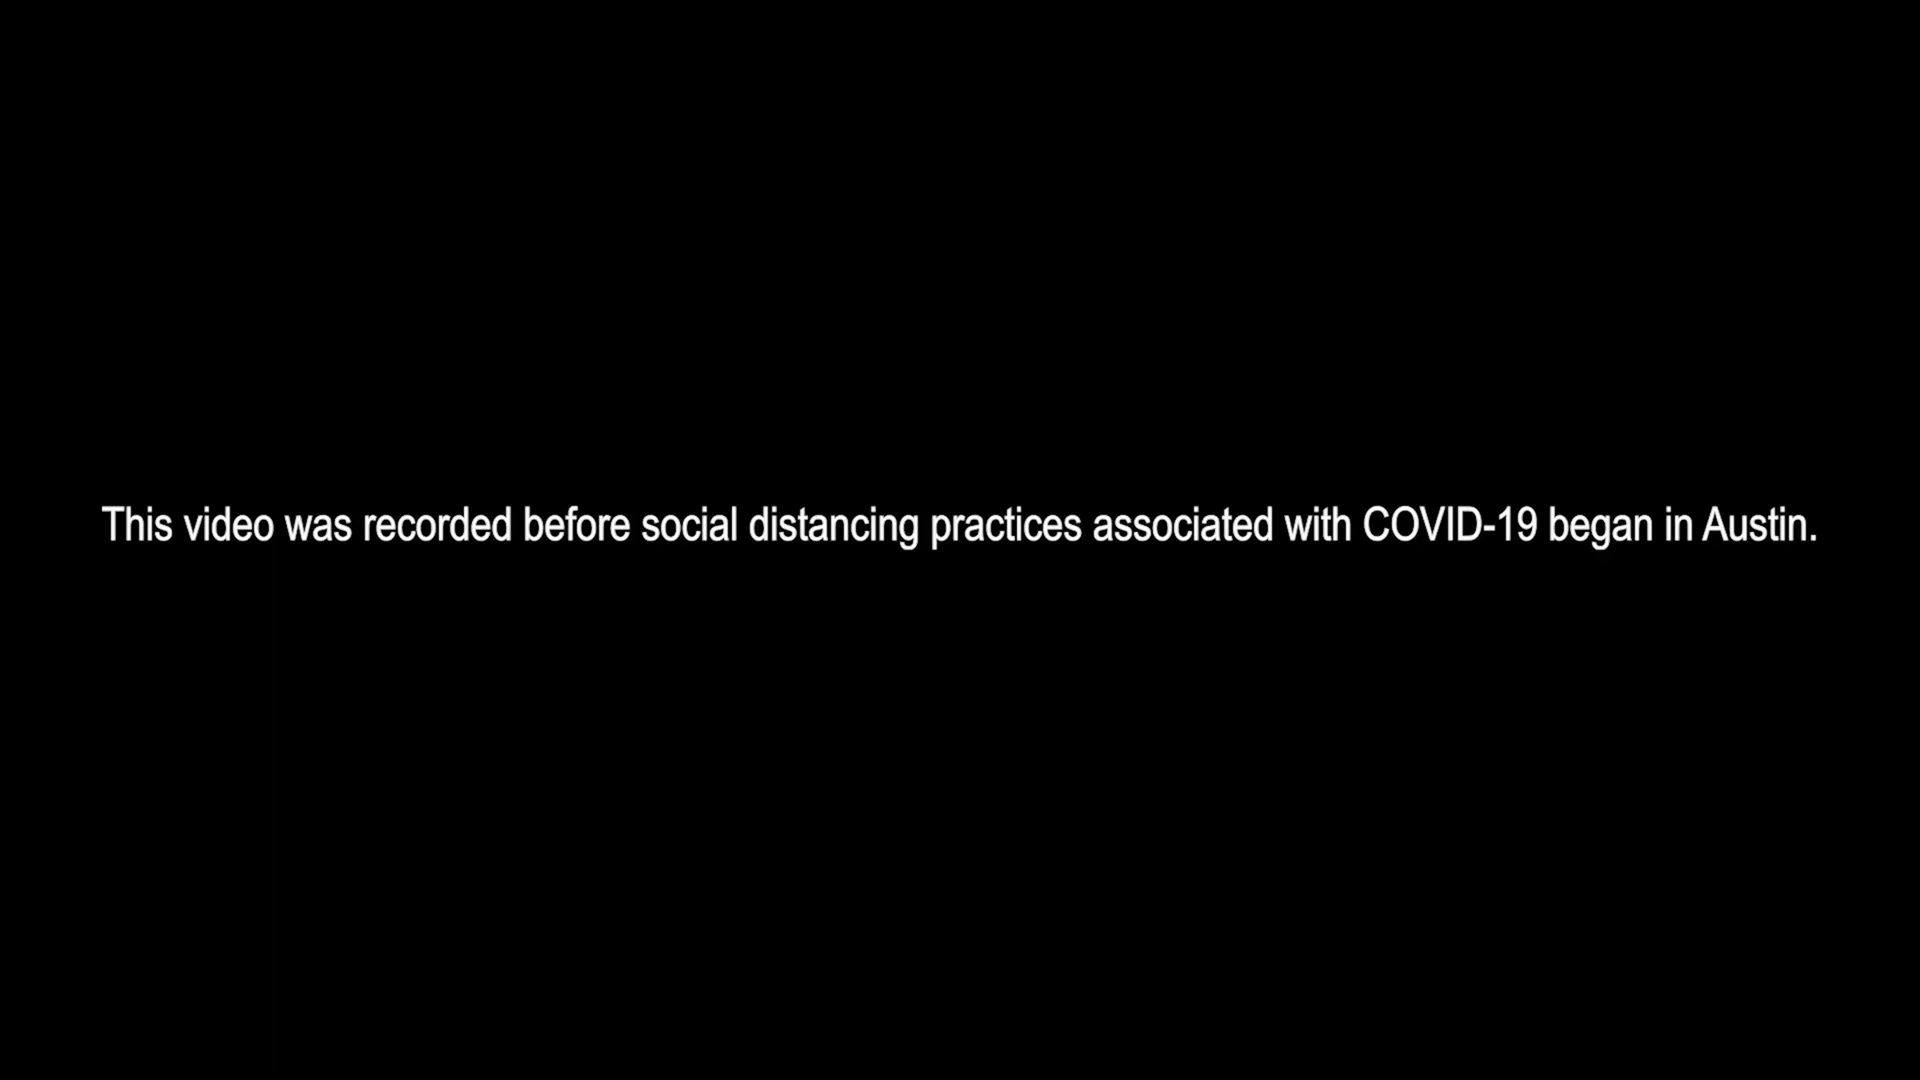 This video was recorded before social distancing practices associated with COVID-19 began in Austin.